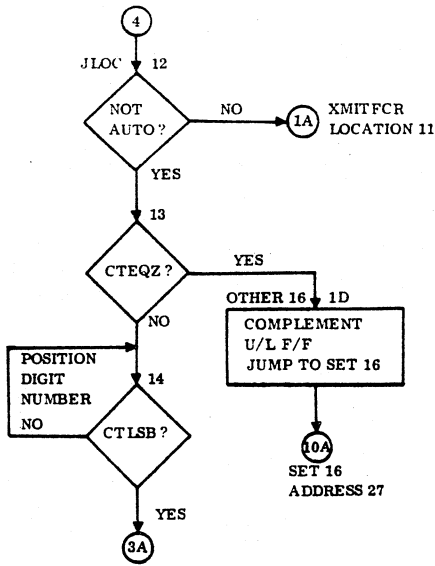 4
JLOC 12
NOT
AUTO?
NO
1A
XMITFCR
LOCATION 11
YES
13
CTEQZ?
YES
NO
OTHER 16 1D
COMPLEMENT
U/L F/F
JUMP TO SET 16
POSITION
DIGIT
NUMBER
NO
14
CTLSB?
10A
SET 16
ADDRESS 27
YES
3A